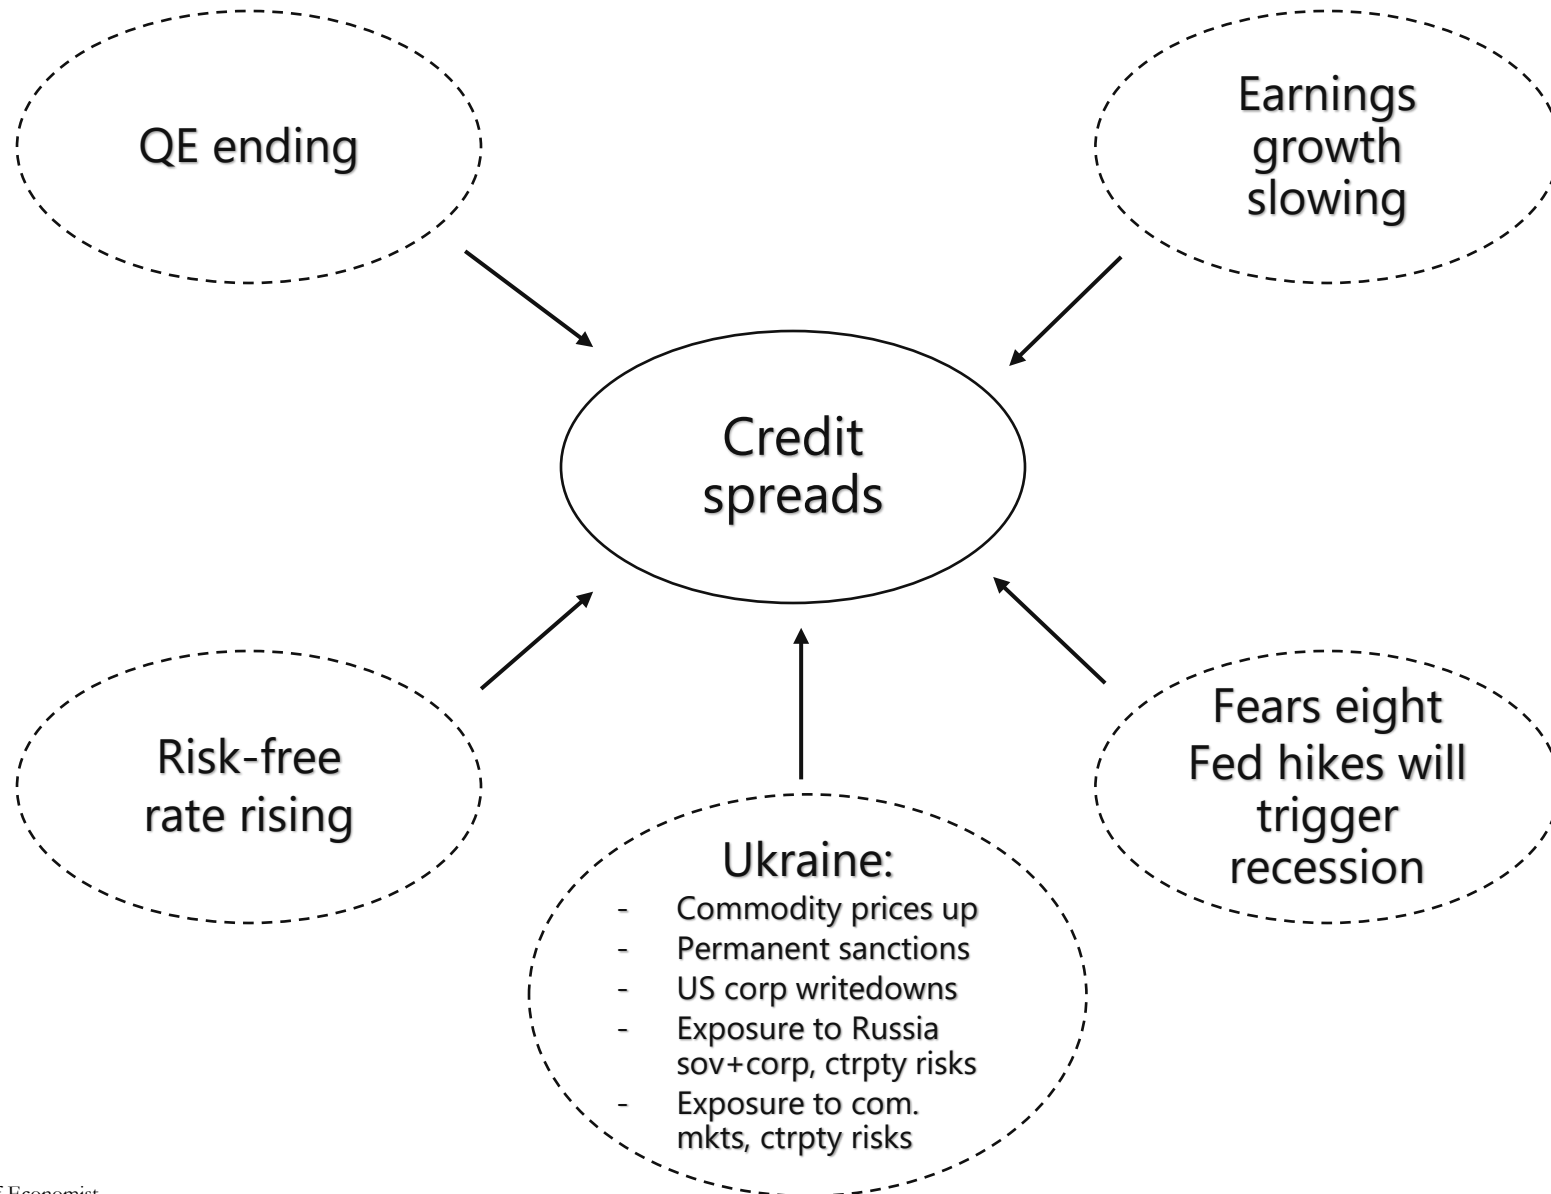 QE ending
Earnings
growth
slowing
Credit
spreads
Risk-free
rate rising
Fears eight
Fed hikes will
trigger
recession
Ukraine:
- Commodity prices up
- Permanent sanctions
- US corp writedowns
- Exposure to Russia
sov+corp, ctrpty risks
- Exposure to com.
mkts, ctrpty risks
Economist